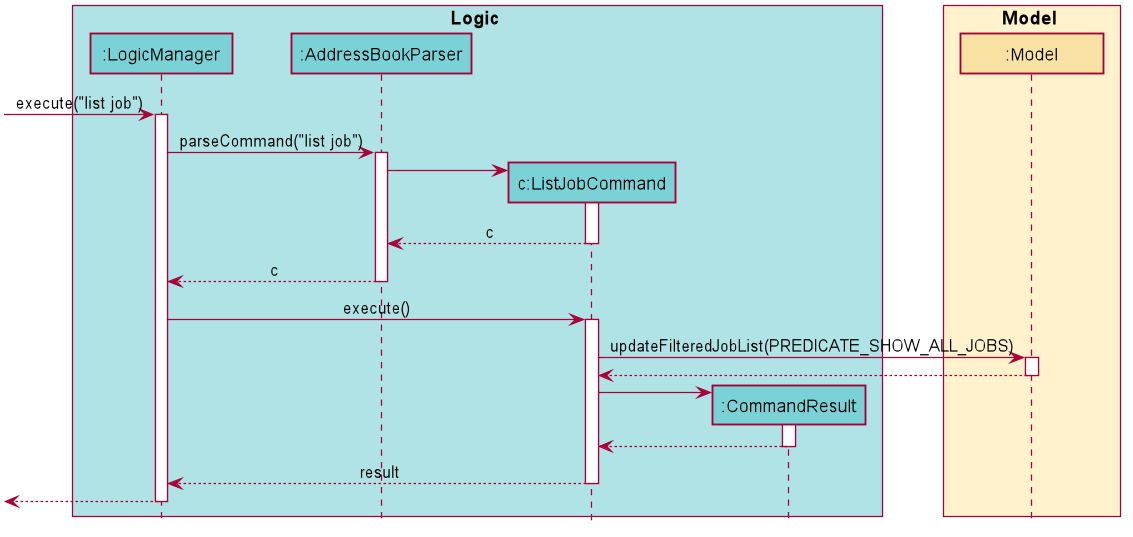 Logic
Model
:LogicManager
:AddressBookParser
:Model
execute("list job")
parseCommand("list job")
c:ListJobCommand
c
c
execute()
updateFilteredJobList(PREDICATE_SHOW_ALL_JOBS)
:CommandResult
result